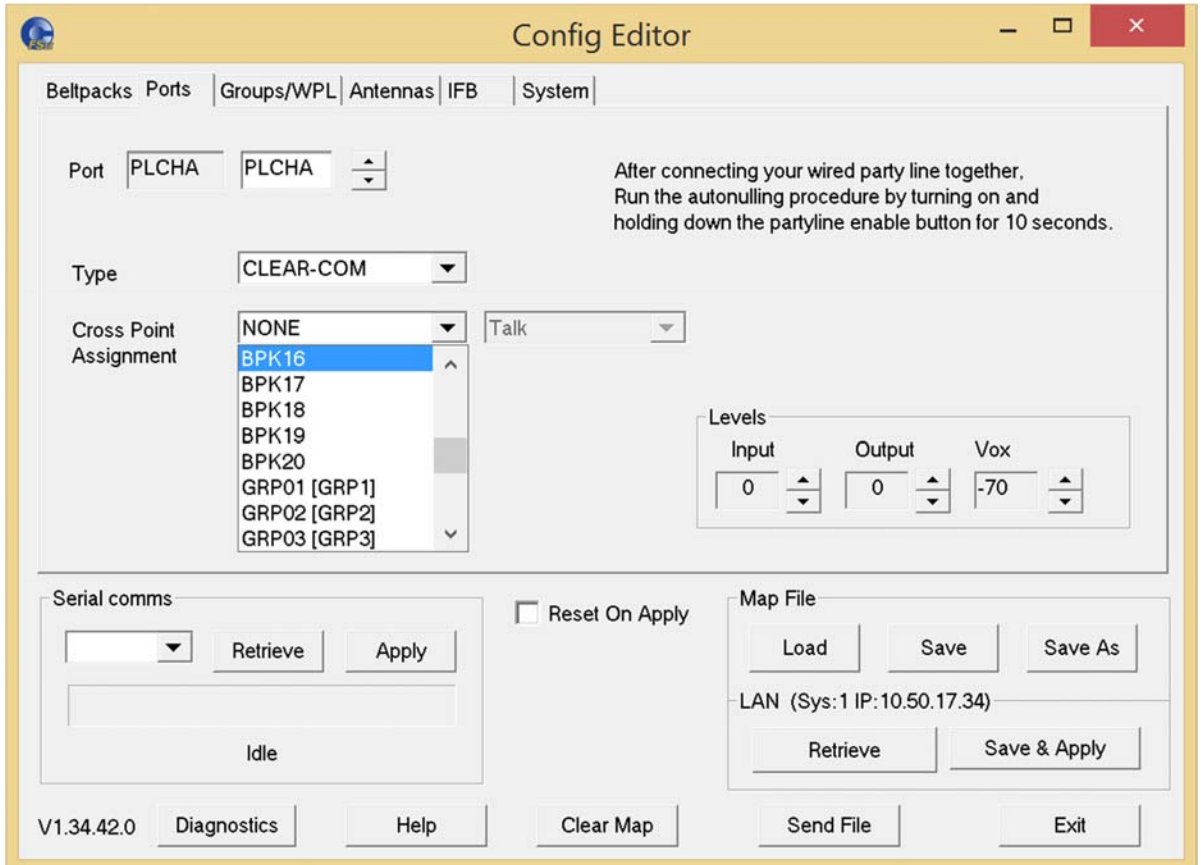 Config Editor
Beltpacks Ports Groups/WPL Antennas IFB System
Port PLCHA PLCHA
After connecting your wired party line together,
Run the autonulling procedure by turning on and
holding down the partyline enable button for 10 seconds.
Type CLEAR-COM
Cross Point
Assignment
NONE Talk
BPK16
BPK17
BPK18
BPK19
BPK20
GRP01 [GRP1]
GRP02 [GRP2]
GRP03 [GRP3]
Levels
Input Output Vox
0 0 -70
Serial comms
Retrieve Apply
Idle
Reset On Apply
Map File
Load Save Save As
LAN (Sys:1 IP:10.50.17.34)
Retrieve Save & Apply
V1.34.42.0 Diagnostics Help Clear Map Send File Exit